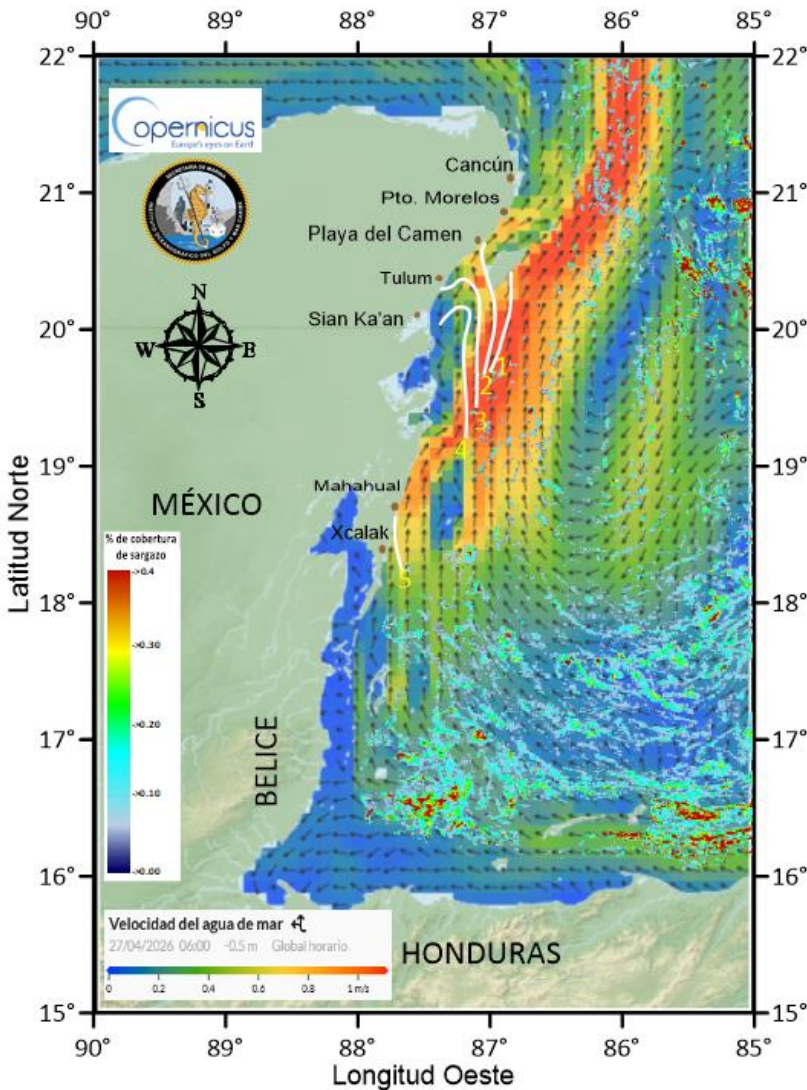 90° 89° 88° 87° 86° 85°
22° 22°
opernicus
Europe's eyes on Earth
SECRETARÍA DE MARINA
Cancún
21° 21°
Pto. Morelos
Playa del Camen
Tulum
N
Sian Ka'an
20° 20°
W E
1
S
2
3
4
19° 19°
Mahahual
MÉXICO
Xcalak
% de cobertura
de sargazo
->0.4
5
18° 18°
->0.30
->0.20
17° 17°
BELICE
->0.10
->0.00
16° 16°
Velocidad del agua de mar
27/04/2026 06:00 -0.5 m Global horario
HONDURAS
0 0.2 0.4 0.6 0.8 1 m/s
15° 15°
90° 89° 88° 87° 86° 85°
Latitud Norte
Longitud Oeste